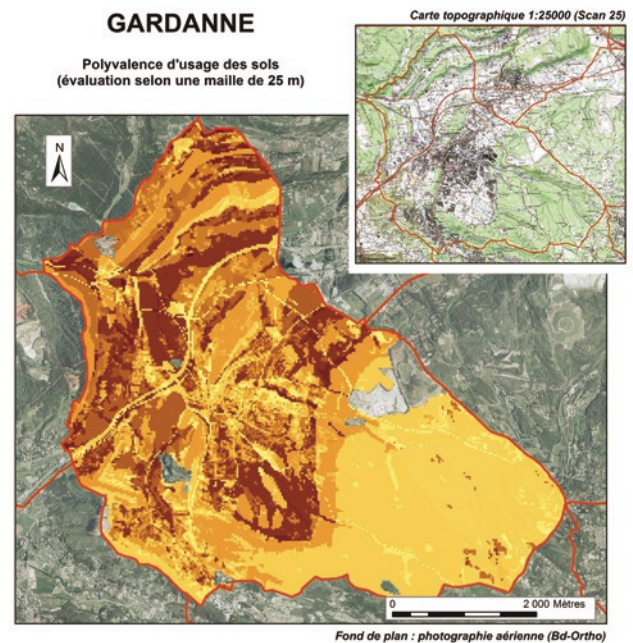 GARDANNE
Polyvalence d'usage des sols
(évaluation selon une maille de 25 m)
Carte topographique 1:25000 (Scan 25)
N
0
2 000 Mètres
Fond de plan : photographie aérienne (Bd-Ortho)